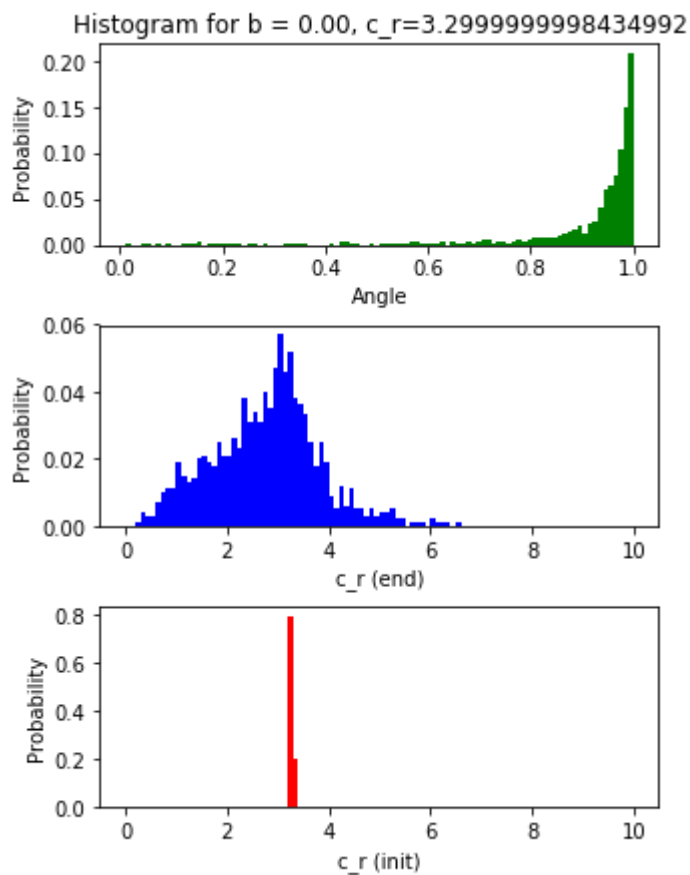 Histogram for b = 0.00, c_r=3.2999999998434992
0.20
0.15
0.10
0.05
0.00
Probability
0.0 0.2 0.4 0.6 0.8 1.0
Angle
0.06
0.04
0.02
0.00
Probability
0 2 4 6 8 10
c_r (end)
0.8
0.6
0.4
0.2
0.0
Probability
0 2 4 6 8 10
c_r (init)